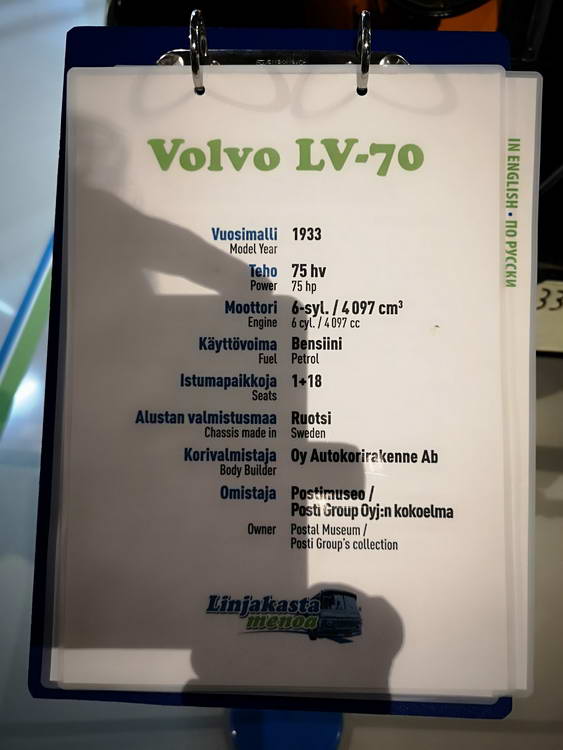 Volvo LV-70
Vuosimalli 1933
Model Year
Teho 75 hv
Power 75 hp
Moottori 6-syl. / 4 097 cm³
Engine 6 cyl. / 4 097 cc
Käyttövoima Bensiini
Fuel Petrol
Istumapaikkoja 1+18
Seats
Alustan valmistusmaa Ruotsi
Chassis made in Sweden
Korivalmistaja Oy Autokorirakenne Ab
Body Builder
Omistaja Postimuseo /
Posti Group Oyj:n kokoelma
Owner Postal Museum /
Posti Group's collection
Linjakasta
menoa
IN ENGLISH • ПО РУССКИ
33